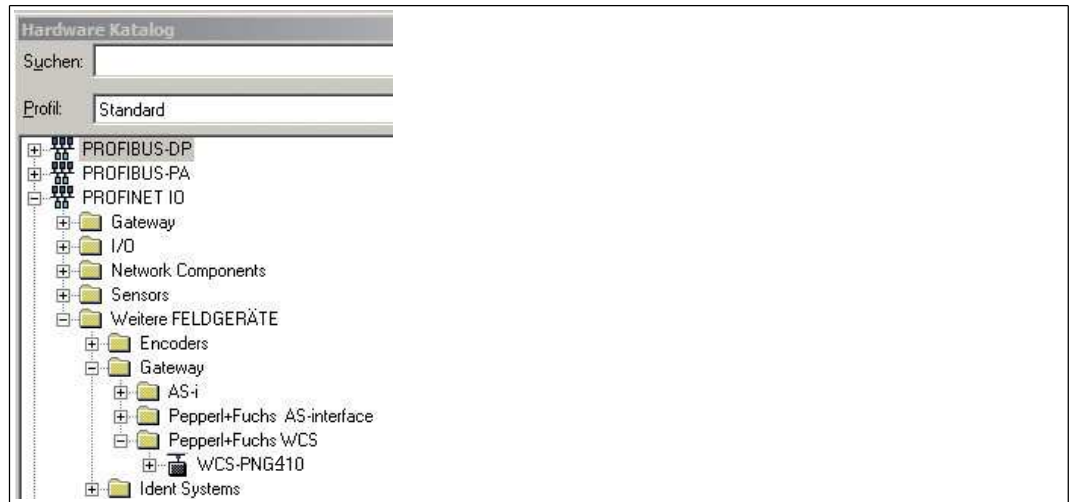 Hardware Katalog
Suchen:
Profil: Standard
PROFIBUS-DP
PROFIBUS-PA
PROFINET IO
Gateway
I/O
Network Components
Sensors
Weitere FELDGERÄTE
Encoders
Gateway
AS-i
Pepperl+Fuchs AS-interface
Pepperl+Fuchs WCS
WCS-PNG410
Ident Systems